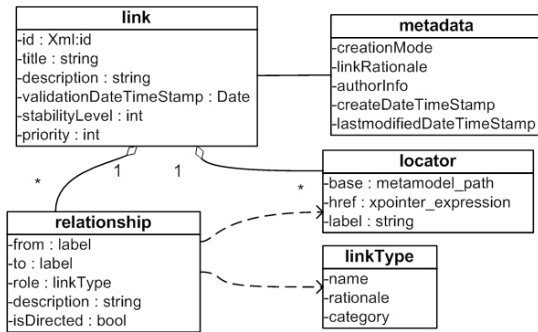 link
-id : Xml:id
-title : string
-description : string
-validationDateTimeStamp : Date
-stabilityLevel : int
-priority : int
metadata
-creationMode
-linkRationale
-authorInfo
-createDateTimeStamp
-lastmodifiedDateTimeStamp
1
1
*
*
locator
-base : metamodel_path
-href : xpointer_expression
-label : string
relationship
-from : label
-to : label
-role : linkType
-description : string
-isDirected : bool
linkType
-name
-rationale
-category